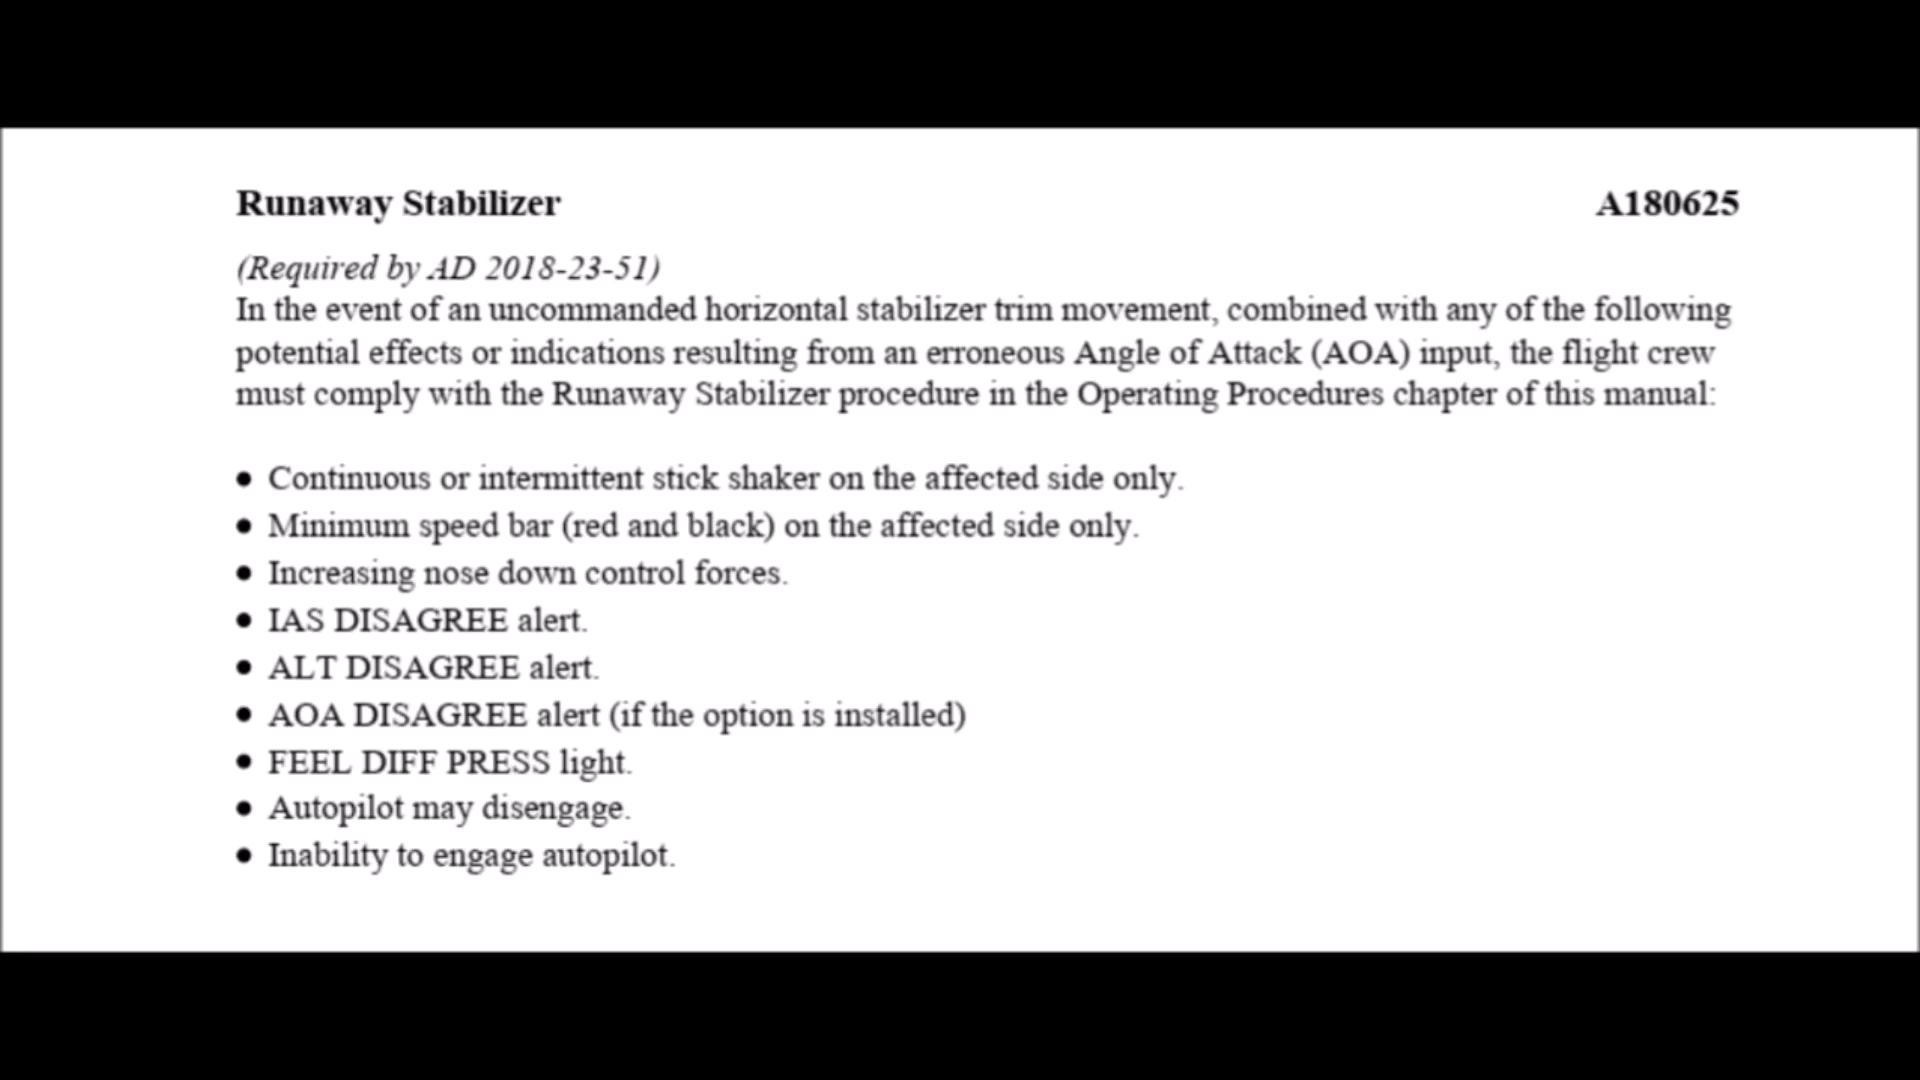 Runaway Stabilizer A180625
(Required by AD 2018-23-51)
In the event of an uncommanded horizontal stabilizer trim movement, combined with any of the following
potential effects or indications resulting from an erroneous Angle of Attack (AOA) input, the flight crew
must comply with the Runaway Stabilizer procedure in the Operating Procedures chapter of this manual:
● Continuous or intermittent stick shaker on the affected side only.
● Minimum speed bar (red and black) on the affected side only.
● Increasing nose down control forces.
● IAS DISAGREE alert.
● ALT DISAGREE alert.
● AOA DISAGREE alert (if the option is installed)
● FEEL DIFF PRESS light.
● Autopilot may disengage.
● Inability to engage autopilot.